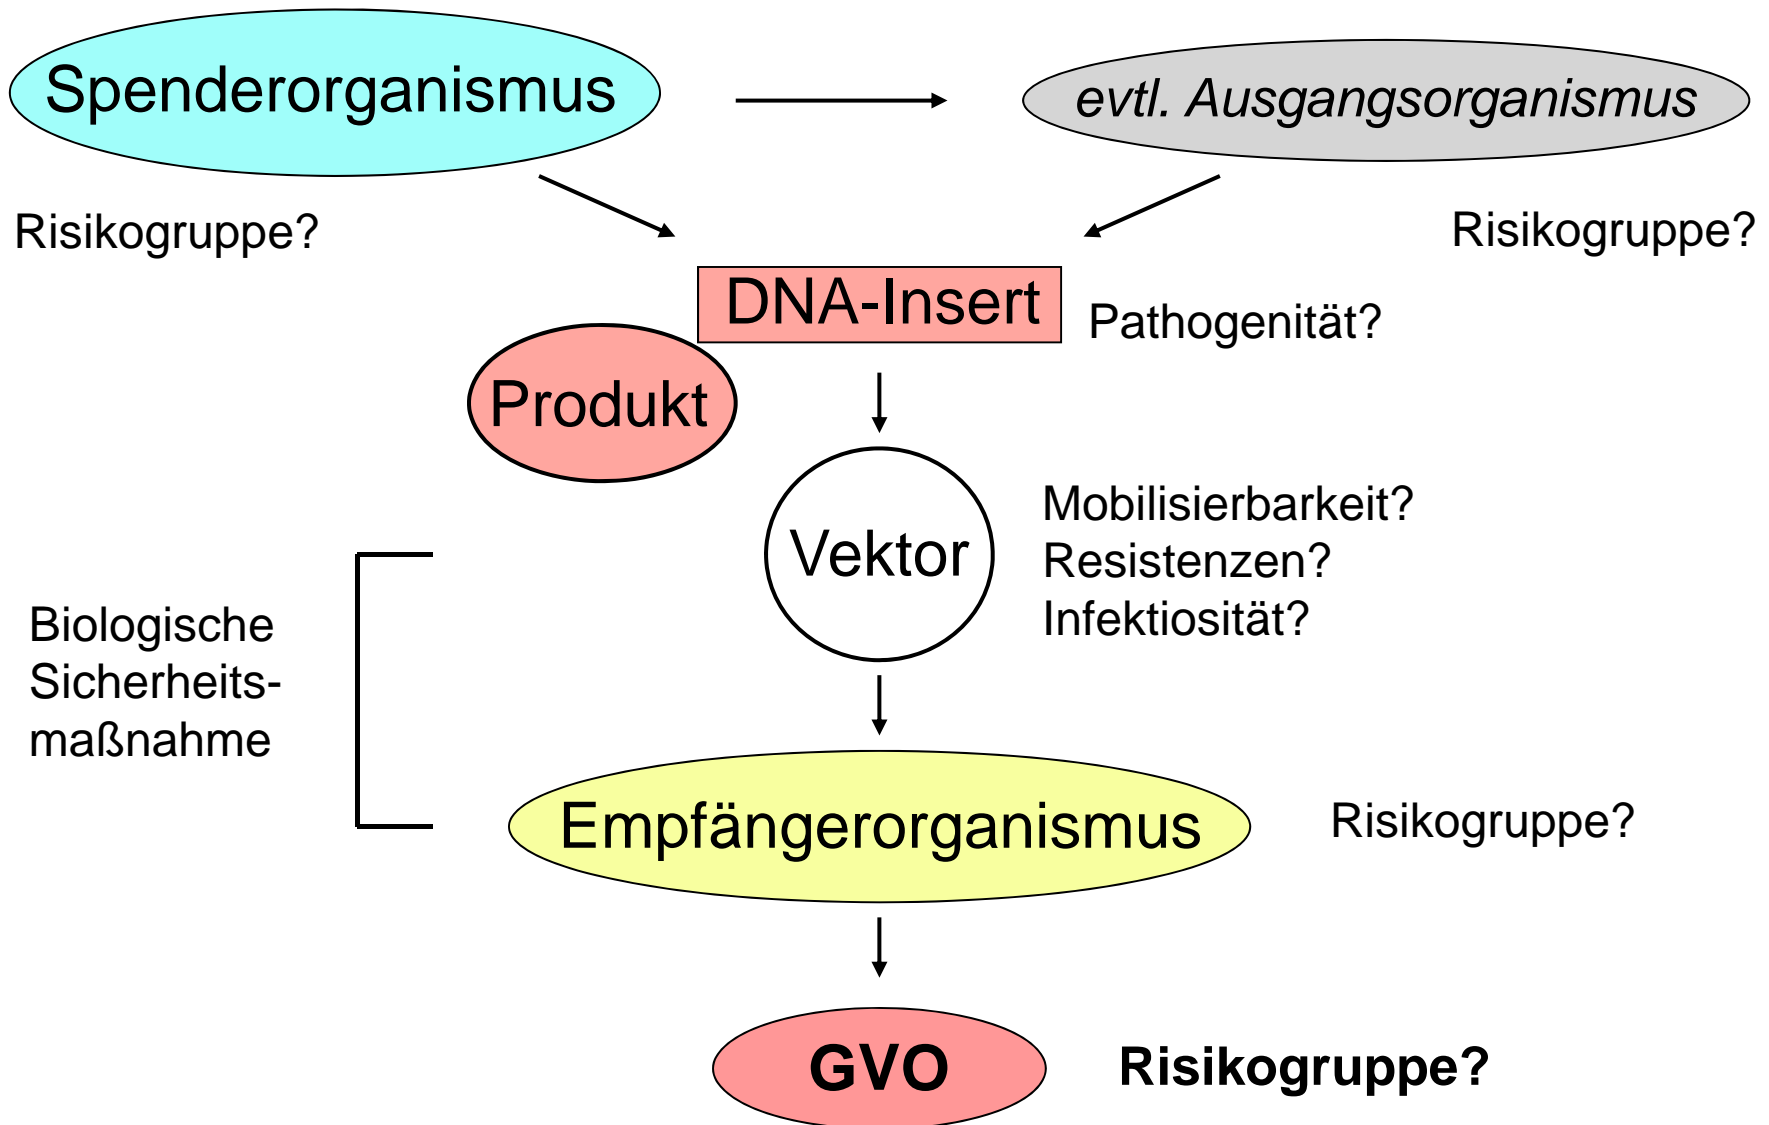 Spenderorganismus
evtl. Ausgangsorganismus
Risikogruppe?
Risikogruppe?
DNA-Insert
Pathogenität?
Produkt
Vektor
Mobilisierbarkeit?
Resistenzen?
Infektiosität?
Biologische
Sicherheits-
maßnahme
Empfängerorganismus
Risikogruppe?
GVO
Risikogruppe?